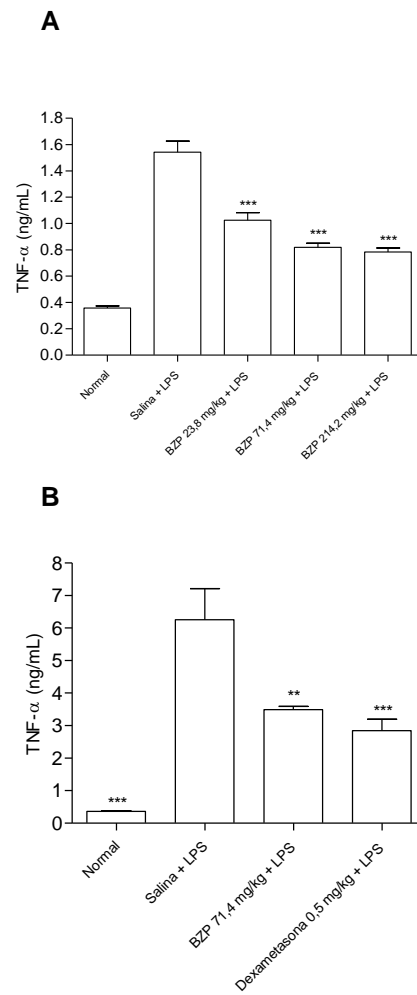 A
TNF-α (ng/mL)
1.8
1.6
1.4
1.2
1.0
0.8
0.6
0.4
0.2
0.0
***
***
***
Normal
Salina + LPS
BZP 23,8 mg/kg + LPS
BZP 71,4 mg/kg + LPS
BZP 214,2 mg/kg + LPS
B
TNF-α (ng/mL)
8
7
6
5
4
3
2
1
0
***
**
***
Normal
Salina + LPS
BZP 71,4 mg/kg + LPS
Dexametasona 0,5 mg/kg + LPS